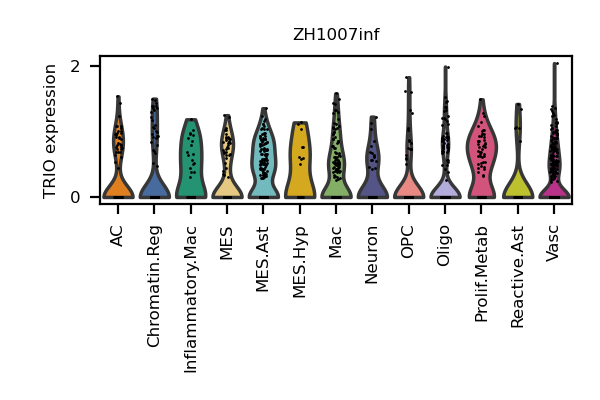 ZH1007inf
TRIO expression
2
0
AC
Chromatin.Reg
Inflammatory.Mac
MES
MES.Ast
MES.Hyp
Mac
Neuron
OPC
Oligo
Prolif.Metab
Reactive.Ast
Vasc